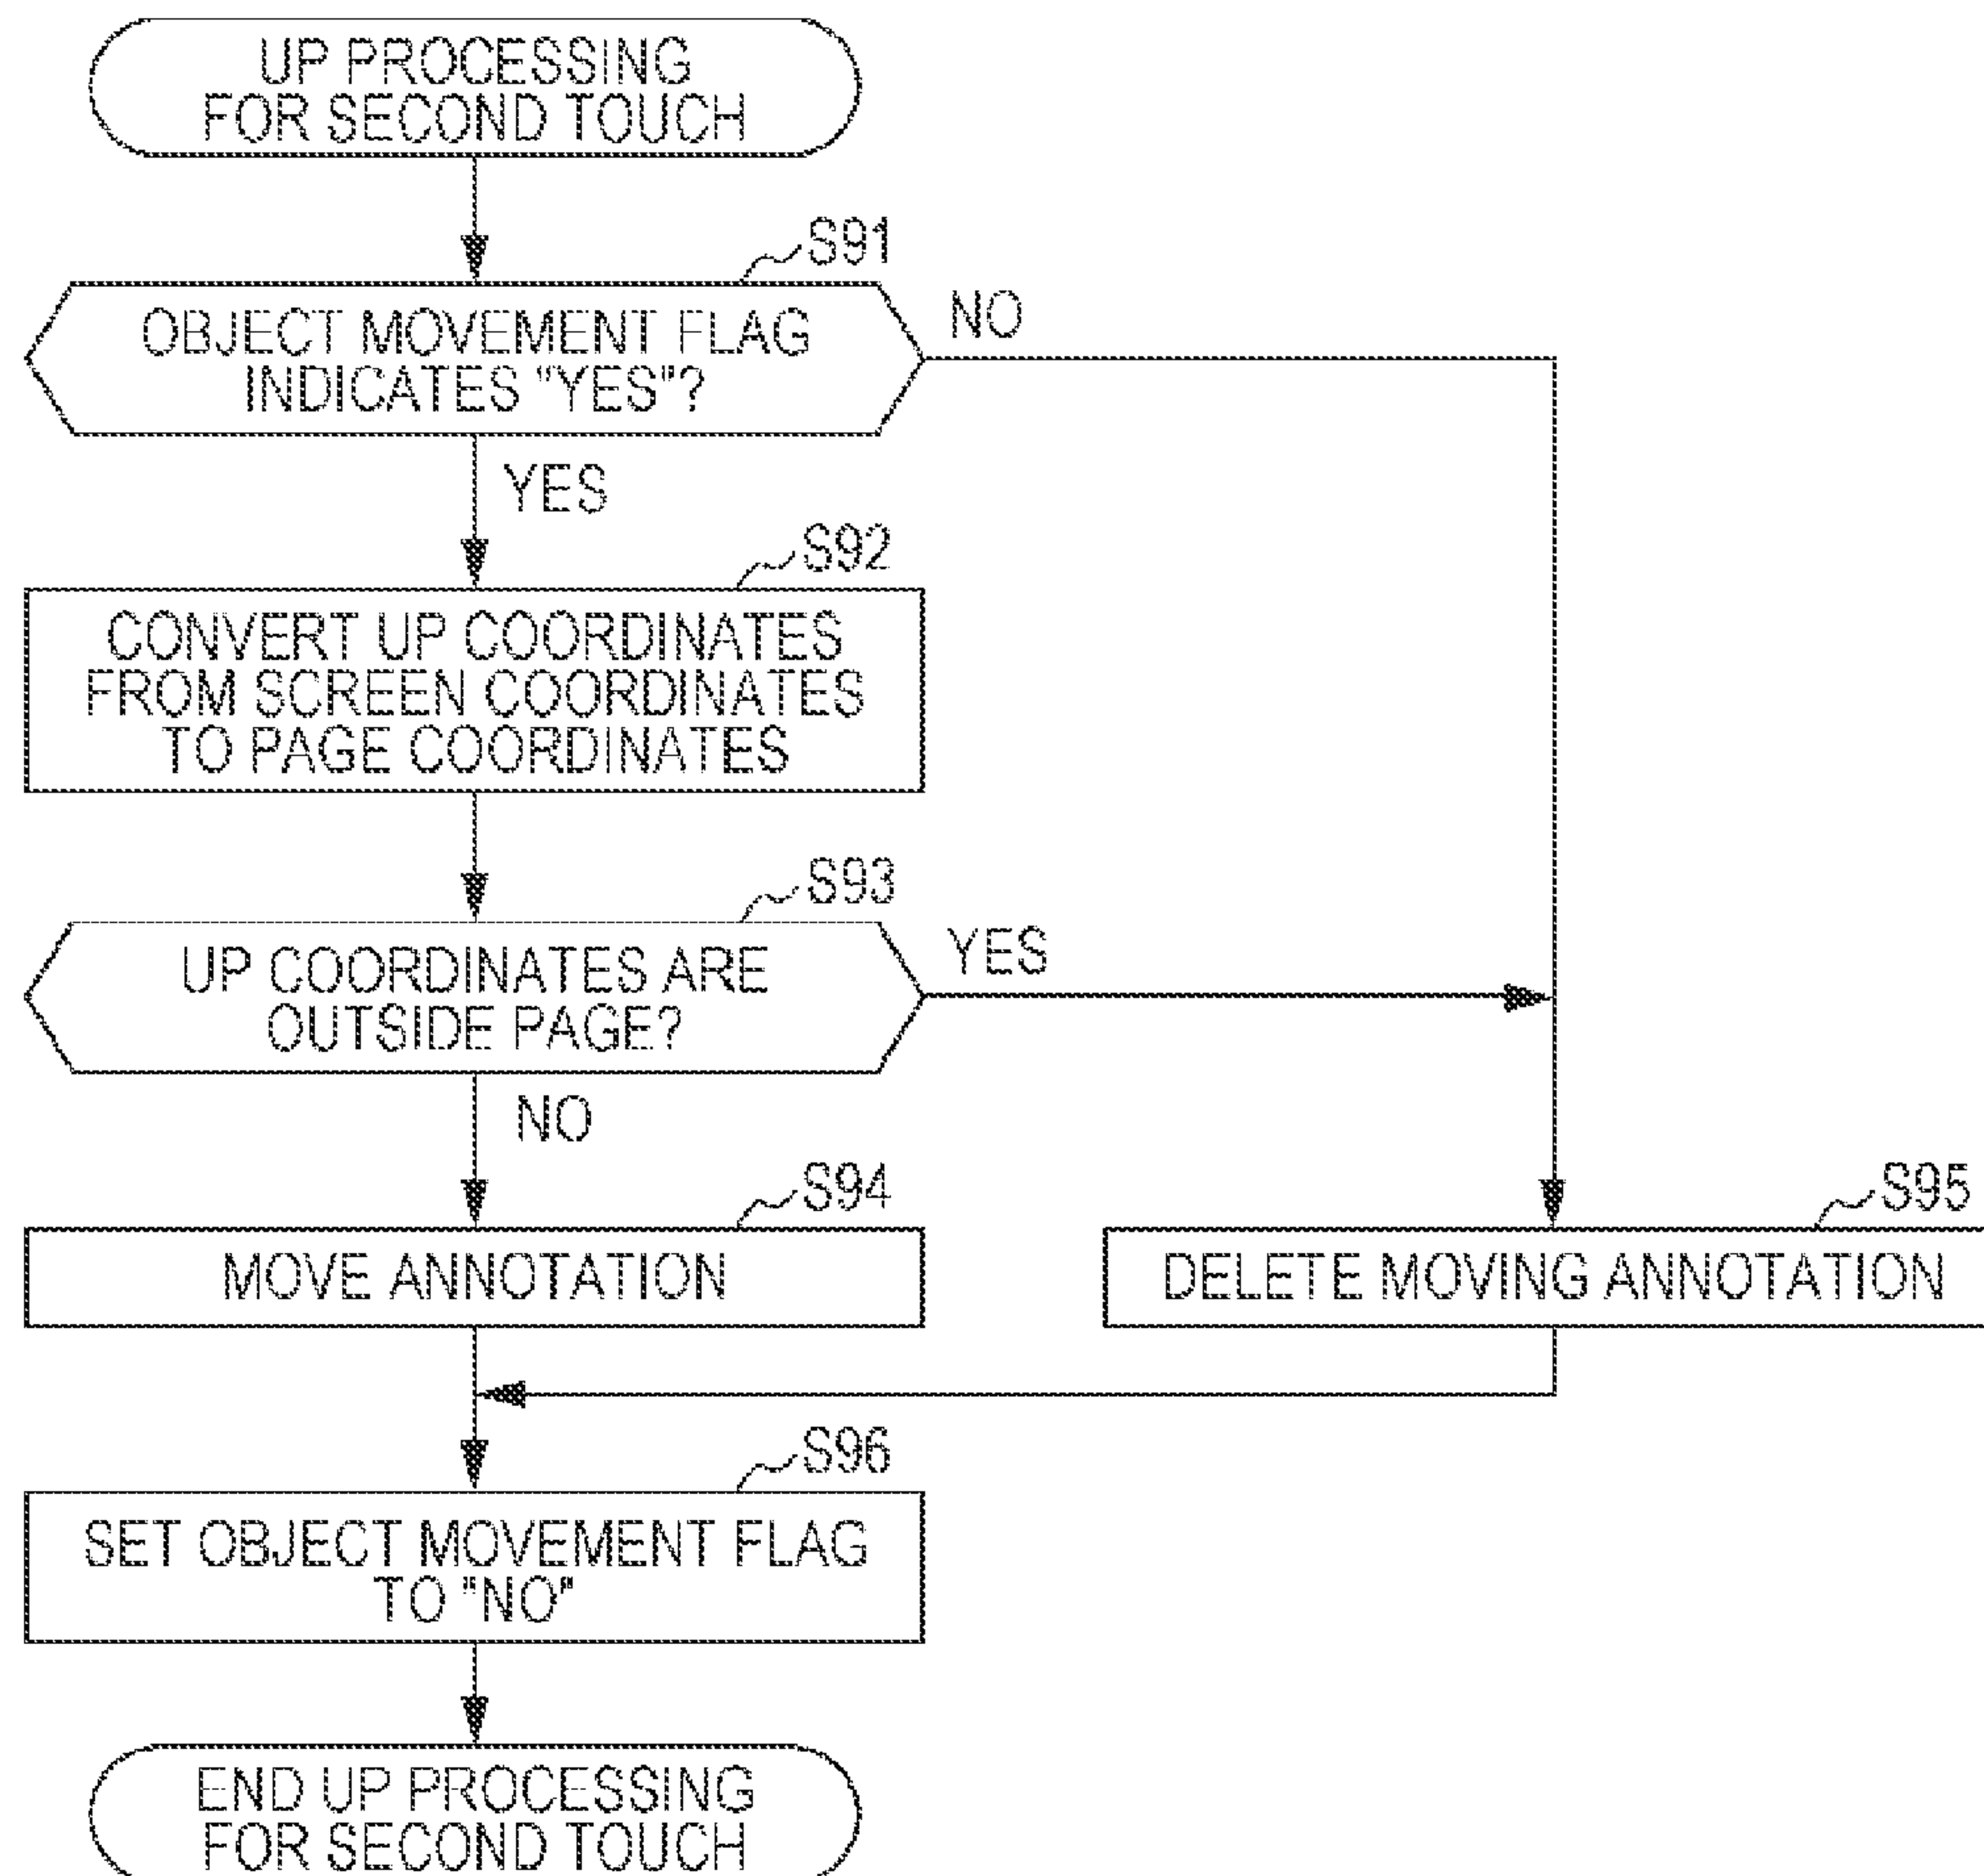 UP PROCESSING
FOR SECOND TOUCH
S91
OBJECT MOVEMENT FLAG
INDICATES "YES"?
NO
YES
S92
CONVERT UP COORDINATES
FROM SCREEN COORDINATES
TO PAGE COORDINATES
S93
UP COORDINATES ARE
OUTSIDE PAGE?
YES
NO
S94
MOVE ANNOTATION
S95
DELETE MOVING ANNOTATION
S96
SET OBJECT MOVEMENT FLAG
TO "NO"
END UP PROCESSING
FOR SECOND TOUCH